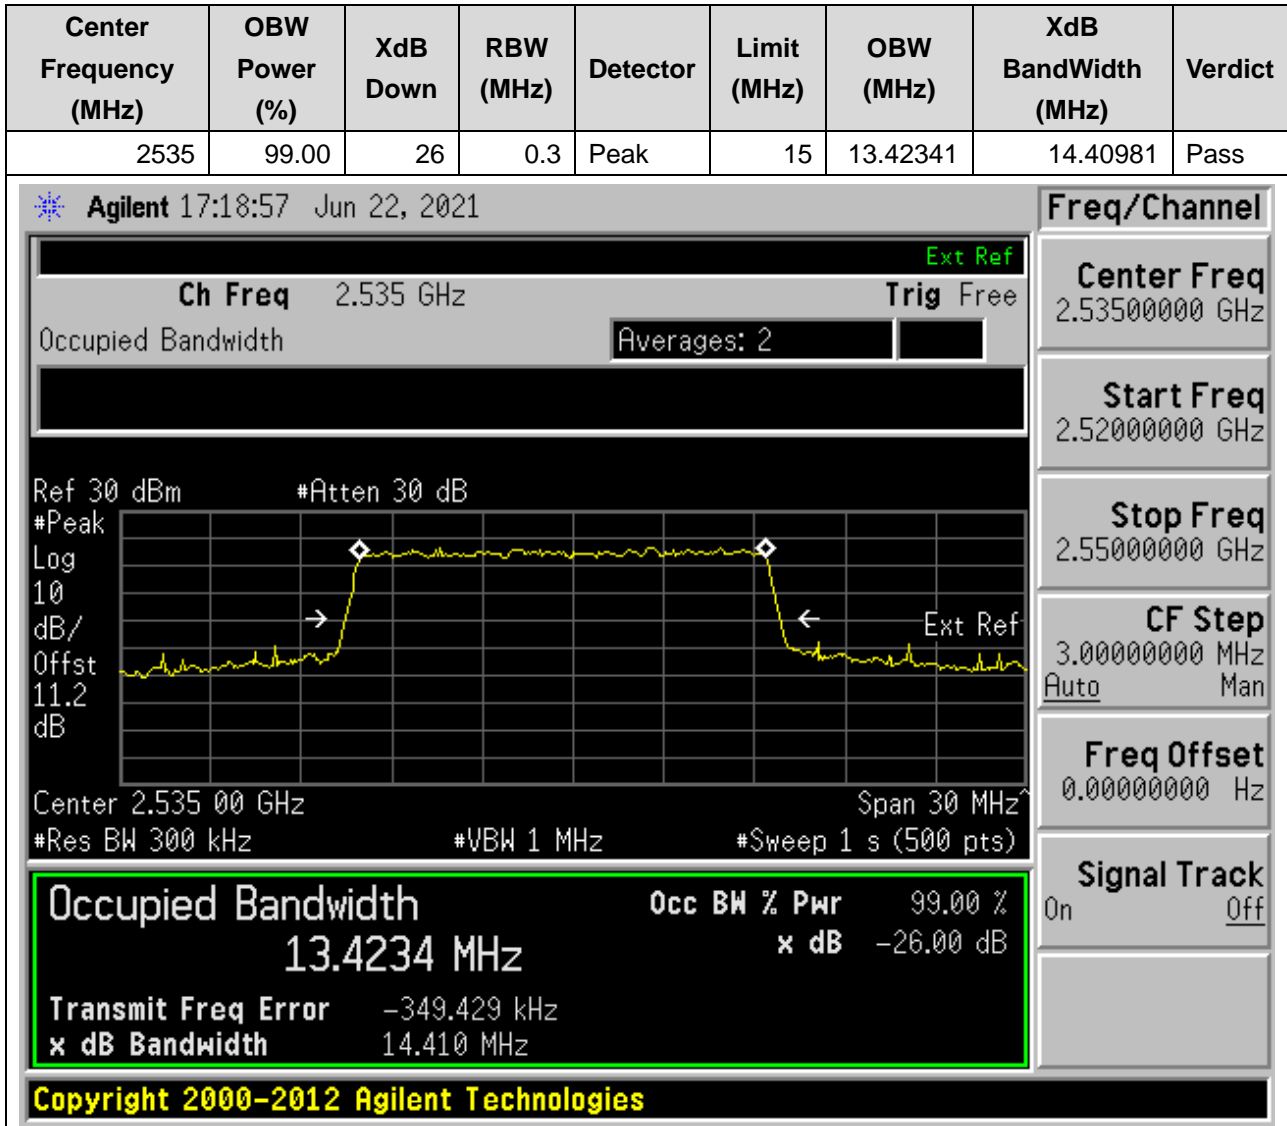 Center Frequency (MHz) OBW Power (%) XdB Down RBW (MHz) Detector Limit (MHz) OBW (MHz) XdB BandWidth (MHz) Verdict
2535 99.00 26 0.3 Peak 15 13.42341 14.40981 Pass
Agilent 17:18:57 Jun 22, 2021
Ext Ref
Ch Freq 2.535 GHz Trig Free
Occupied Bandwidth Averages: 2
Ref 30 dBm #Atten 30 dB
#Peak
Log
10
dB/
Offst
11.2
dB
Ext Ref
Center 2.535 00 GHz Span 30 MHz^
#Res BW 300 kHz #VBW 1 MHz #Sweep 1 s (500 pts)
Occupied Bandwidth Occ BW % Pwr 99.00 %
13.4234 MHz x dB -26.00 dB
Transmit Freq Error -349.429 kHz
x dB Bandwidth 14.410 MHz
Copyright 2000-2012 Agilent Technologies
Freq/Channel
Center Freq
2.53500000 GHz
Start Freq
2.52000000 GHz
Stop Freq
2.55000000 GHz
CF Step
3.00000000 MHz
Auto Man
Freq Offset
0.00000000 Hz
Signal Track
On Off